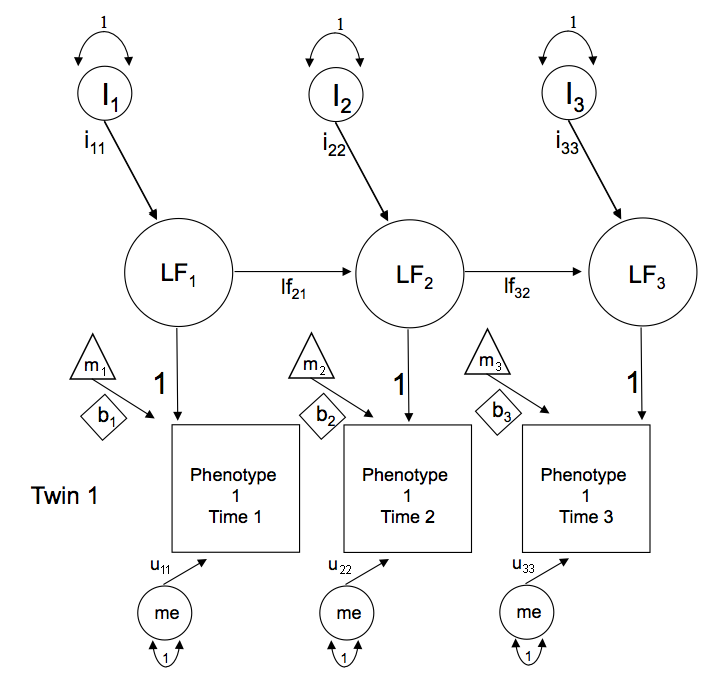 1 1 1
I1 I2 I3
i11 i22 i33
LF1 LF2 LF3
lf21 lf32
m1 m2 m3
1 1 1
b1 b2 b3
Twin 1
Phenotype
1
Time 1
Phenotype
1
Time 2
Phenotype
1
Time 3
u11 u22 u33
me me me
1 1 1